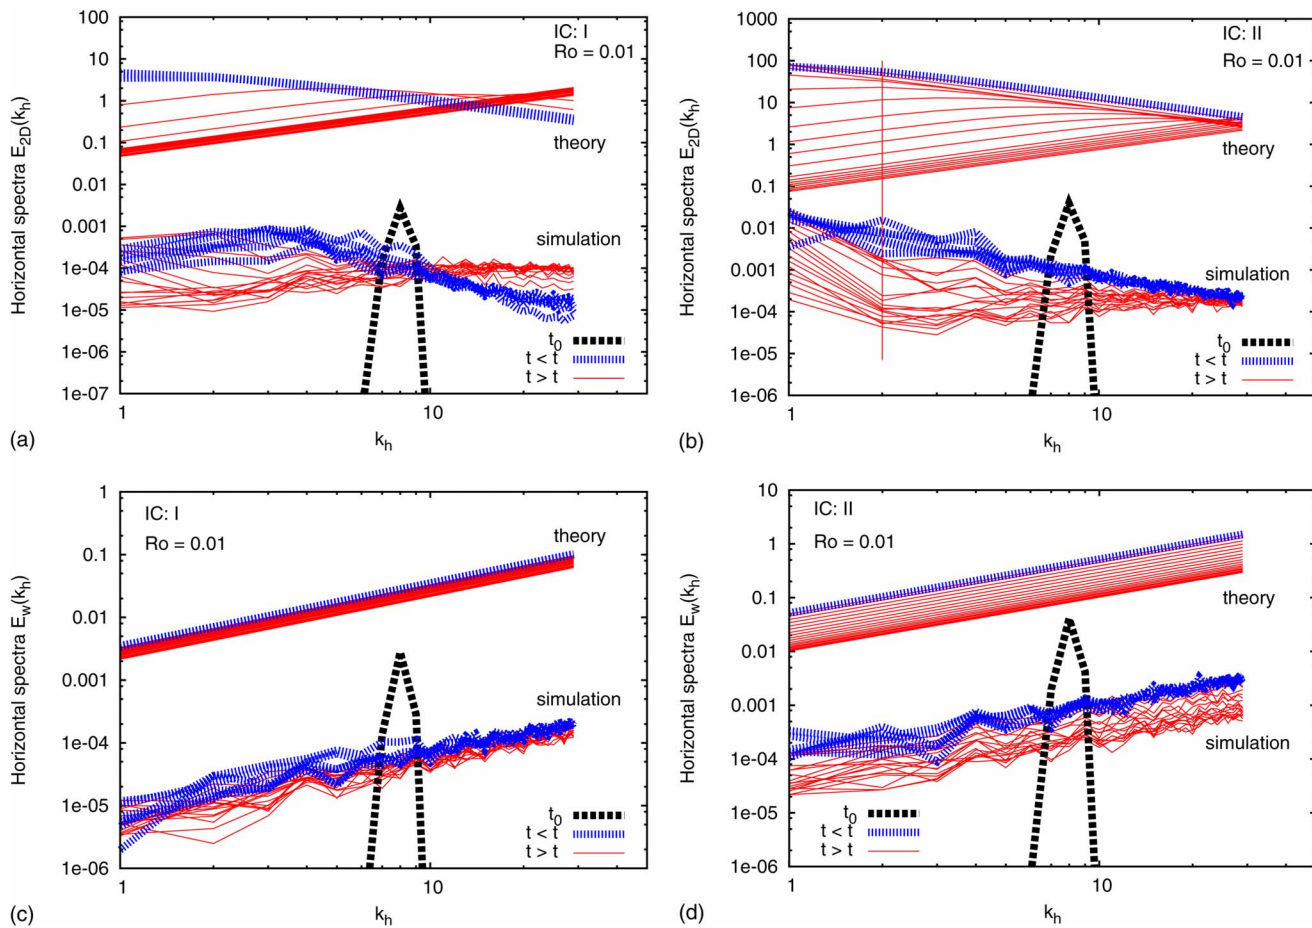 Horizontal spectra E2D(kh)
100
10
1
0.1
0.01
0.001
1e-04
1e-05
1e-06
1e-07
IC: I
Ro = 0.01
theory
simulation
t0
t < t
t > t
1
10
kh
(a)
Horizontal spectra E2D(kh)
1000
100
10
1
0.1
0.01
0.001
1e-04
1e-05
1e-06
IC: II
Ro = 0.01
theory
simulation
t0
t < t
t > t
1
10
kh
(b)
Horizontal spectra Ew(kh)
1
0.1
0.01
0.001
1e-04
1e-05
1e-06
IC: I
Ro = 0.01
theory
simulation
t0
t < t
t > t
1
10
kh
(c)
Horizontal spectra Ew(kh)
10
1
0.1
0.01
0.001
1e-04
1e-05
1e-06
IC: II
Ro = 0.01
theory
simulation
t0
t < t
t > t
1
10
kh
(d)